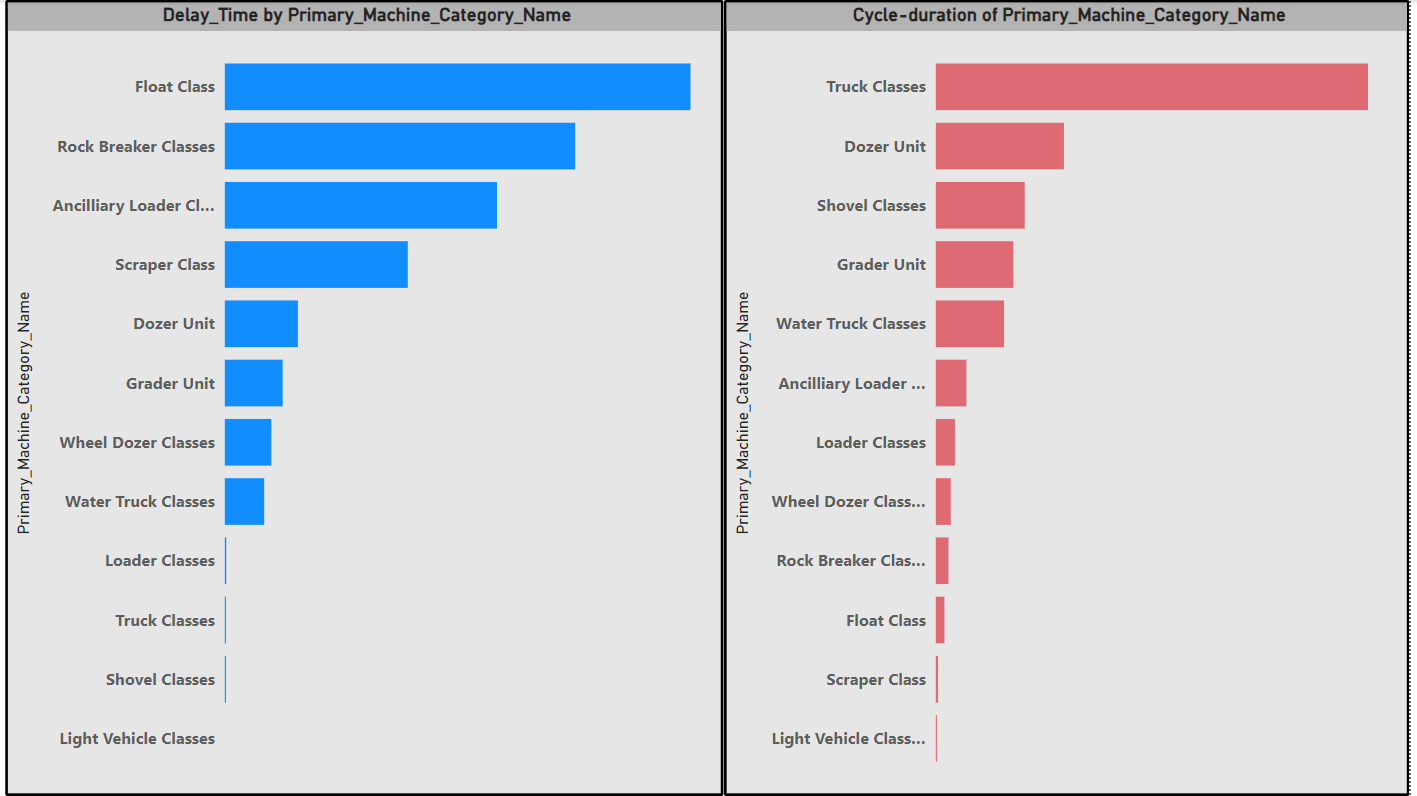 Delay_Time by Primary_Machine_Category_Name
Primary_Machine_Category_Name
Float Class
Rock Breaker Classes
Ancilliary Loader Cl...
Scraper Class
Dozer Unit
Grader Unit
Wheel Dozer Classes
Water Truck Classes
Loader Classes
Truck Classes
Shovel Classes
Light Vehicle Classes
Cycle-duration of Primary_Machine_Category_Name
Primary_Machine_Category_Name
Truck Classes
Dozer Unit
Shovel Classes
Grader Unit
Water Truck Classes
Ancilliary Loader ...
Loader Classes
Wheel Dozer Class...
Rock Breaker Clas...
Float Class
Scraper Class
Light Vehicle Class...